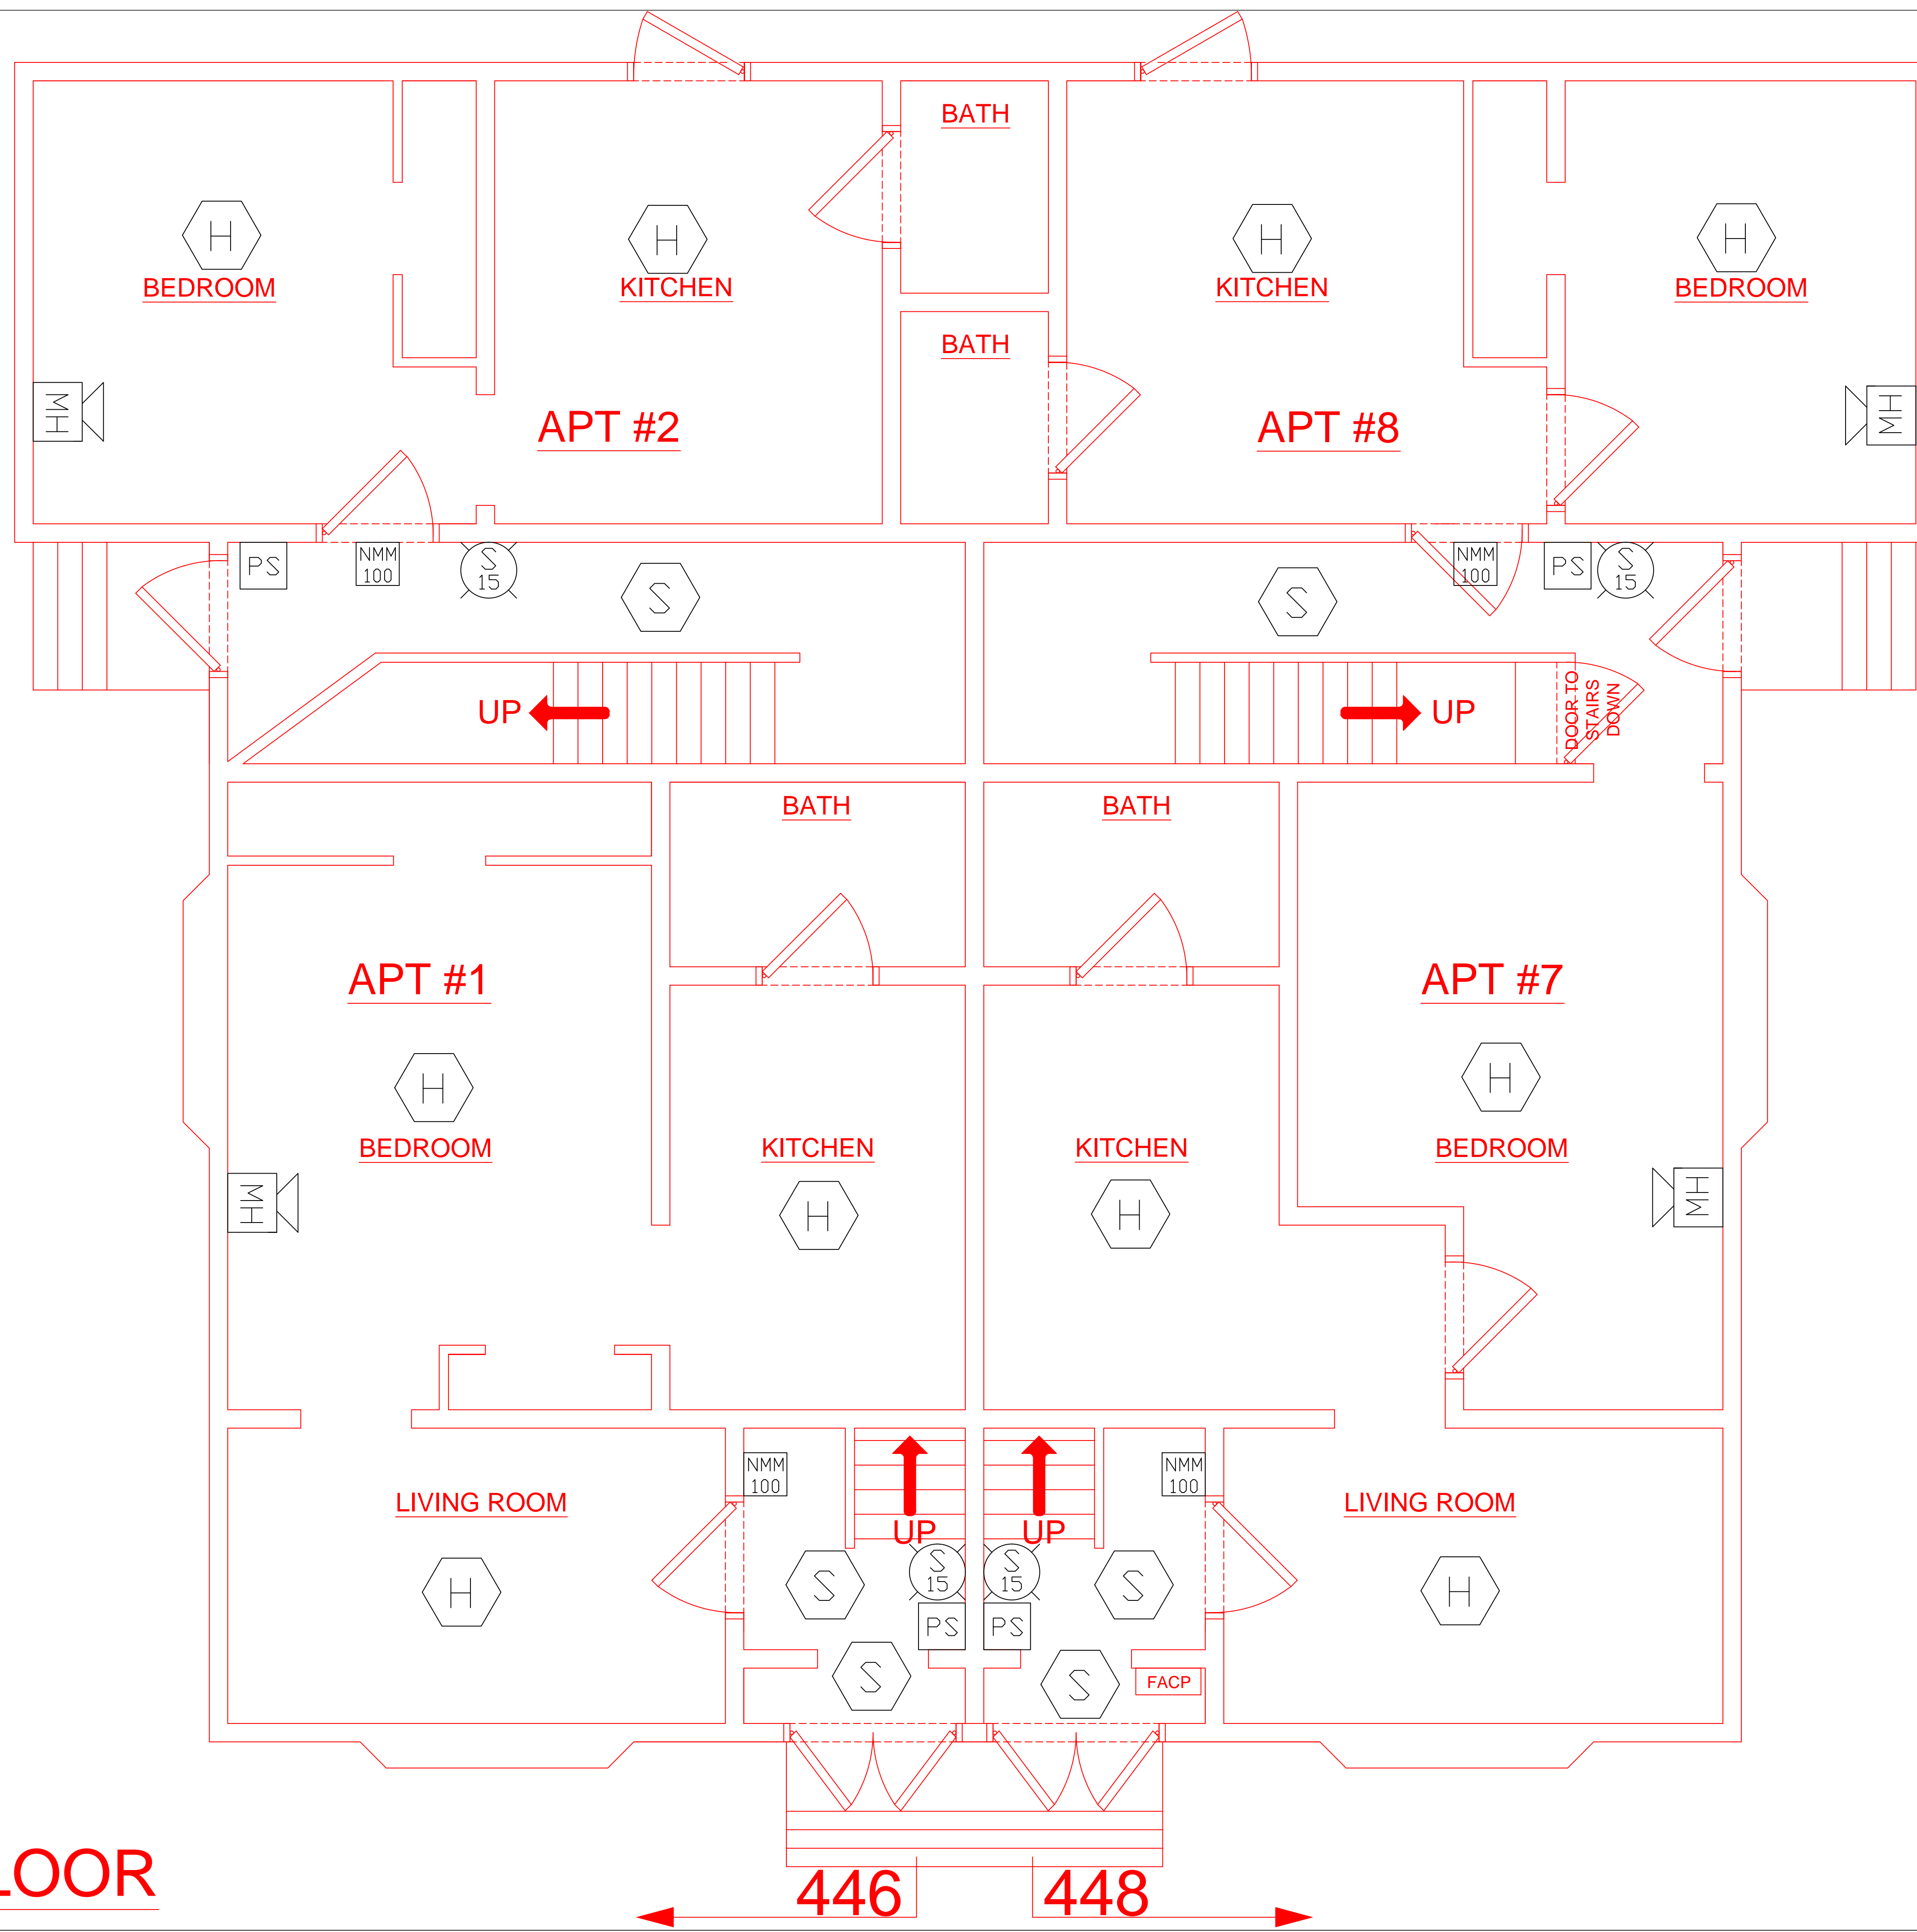 BATH
H
H
H
H
BEDROOM
KITCHEN
KITCHEN
BEDROOM
BATH
MH
APT #2
APT #8
MH
PS
NMM
100
S
15
S
S
NMM
100
PS
S
15
UP
UP
DOOR TO
STAIRS
DOWN
BATH
BATH
APT #1
APT #7
H
H
BEDROOM
KITCHEN
KITCHEN
BEDROOM
MH
H
H
MH
NMM
100
NMM
100
LIVING ROOM
UP
UP
LIVING ROOM
H
S
S
15
S
15
S
H
PS
PS
S
S
FACP
LOOR
446
448